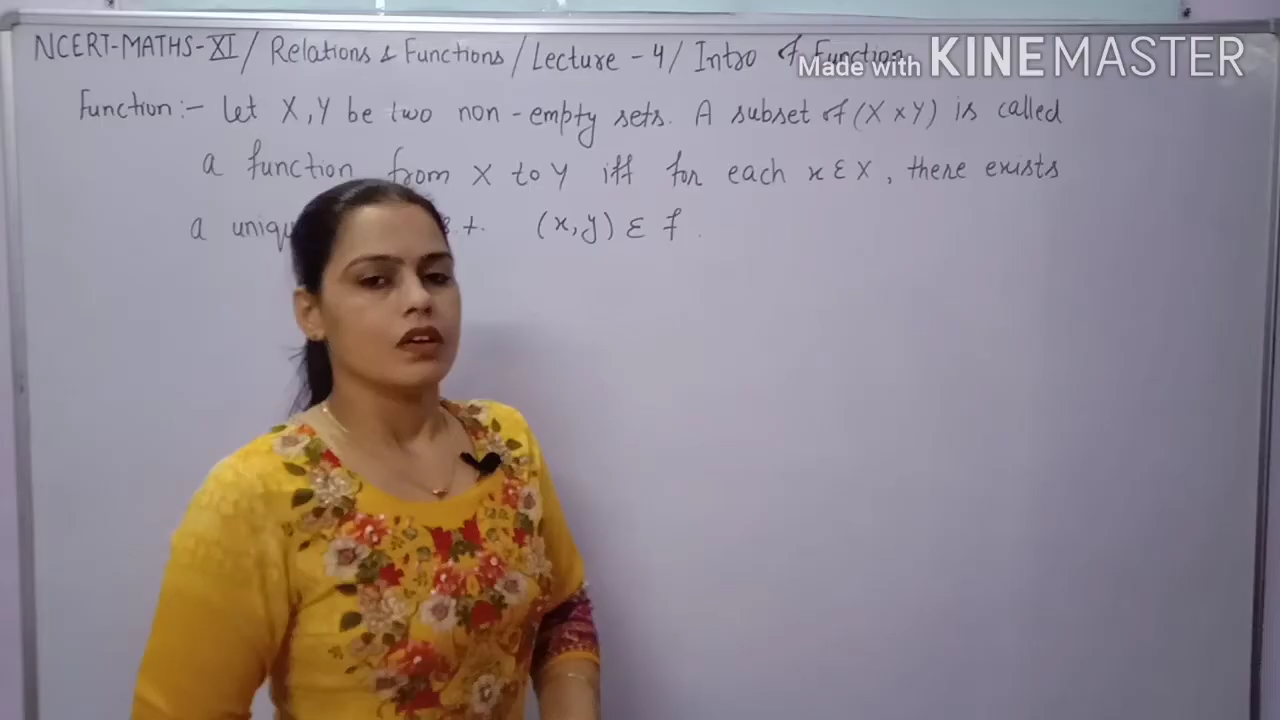 NCERT-MATHS-XI / Relations & Functions / Lecture - 4 / Intro of Function
Made with KINEMASTER
Function :- Let X, Y be two non-empty sets. A subset of (X x Y) is called
a function from X to Y iff for each x ε X, there exists
a s.t. (x, y) ε f.